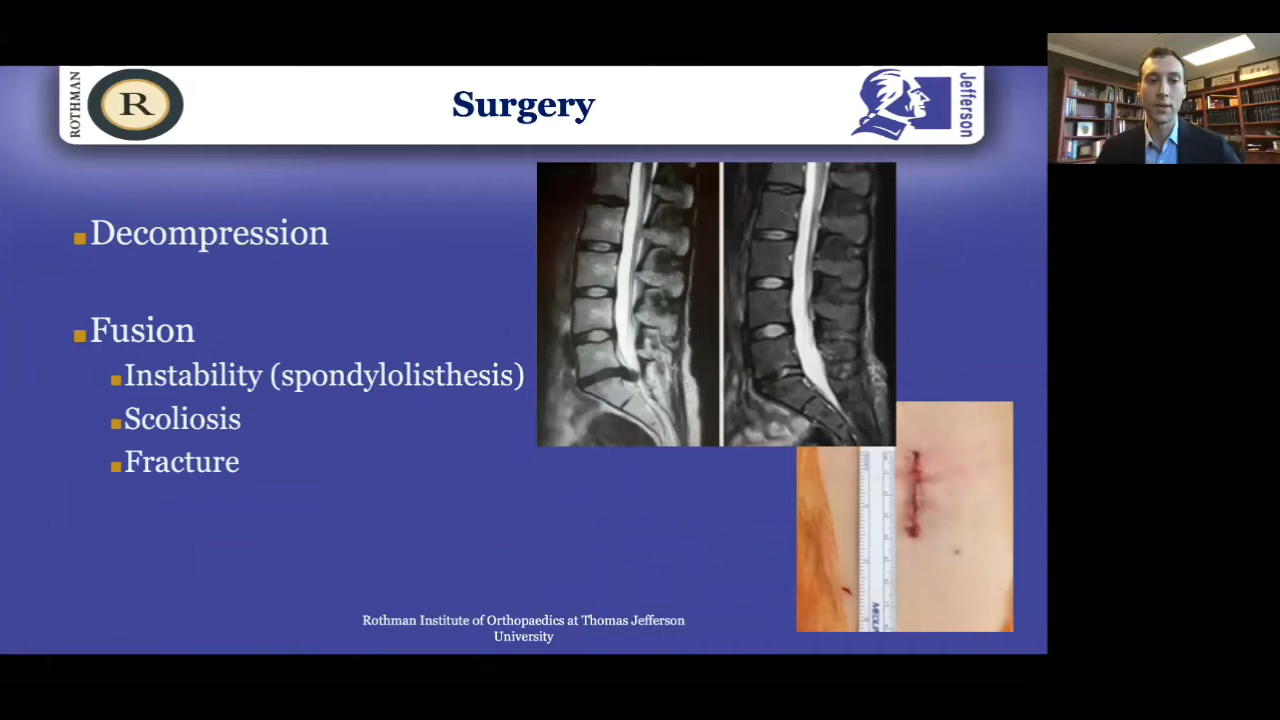 ROTHMAN
R
Surgery
Jefferson
Decompression
Fusion
Instability (spondylolisthesis)
Scoliosis
Fracture
Rothman Institute of Orthopaedics at Thomas Jefferson
University